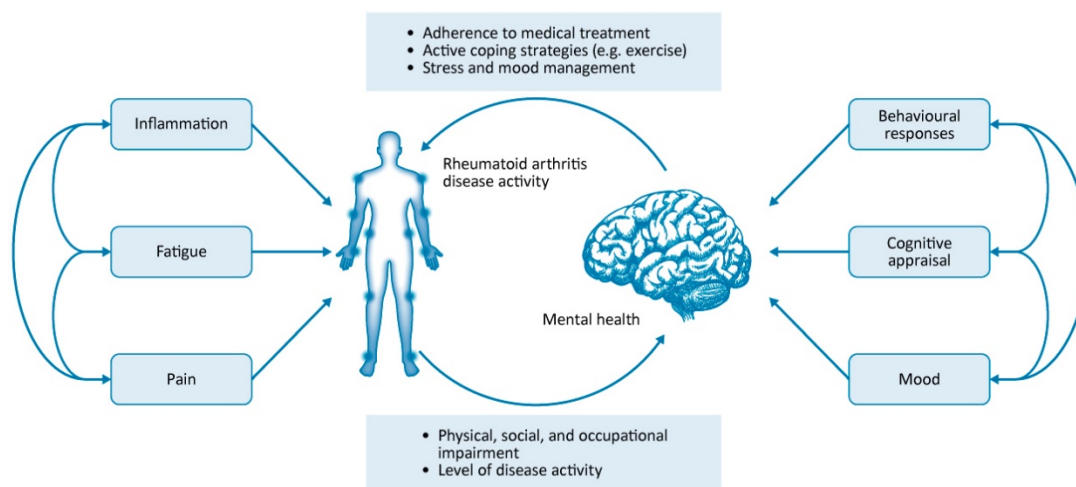 • Adherence to medical treatment
• Active coping strategies (e.g. exercise)
• Stress and mood management
Inflammation
Behavioural
responses
Rheumatoid arthritis
disease activity
Fatigue
Cognitive
appraisal
Mental health
Pain
Mood
• Physical, social, and occupational
impairment
• Level of disease activity